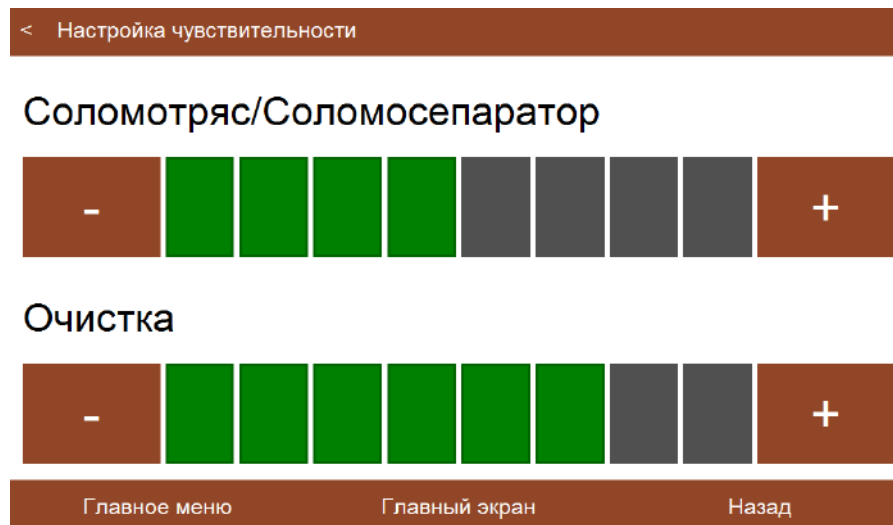 < Настройка чувствительности
Соломотряс/Соломосепаратор
- +
Очистка
- +
Главное меню Главный экран Назад